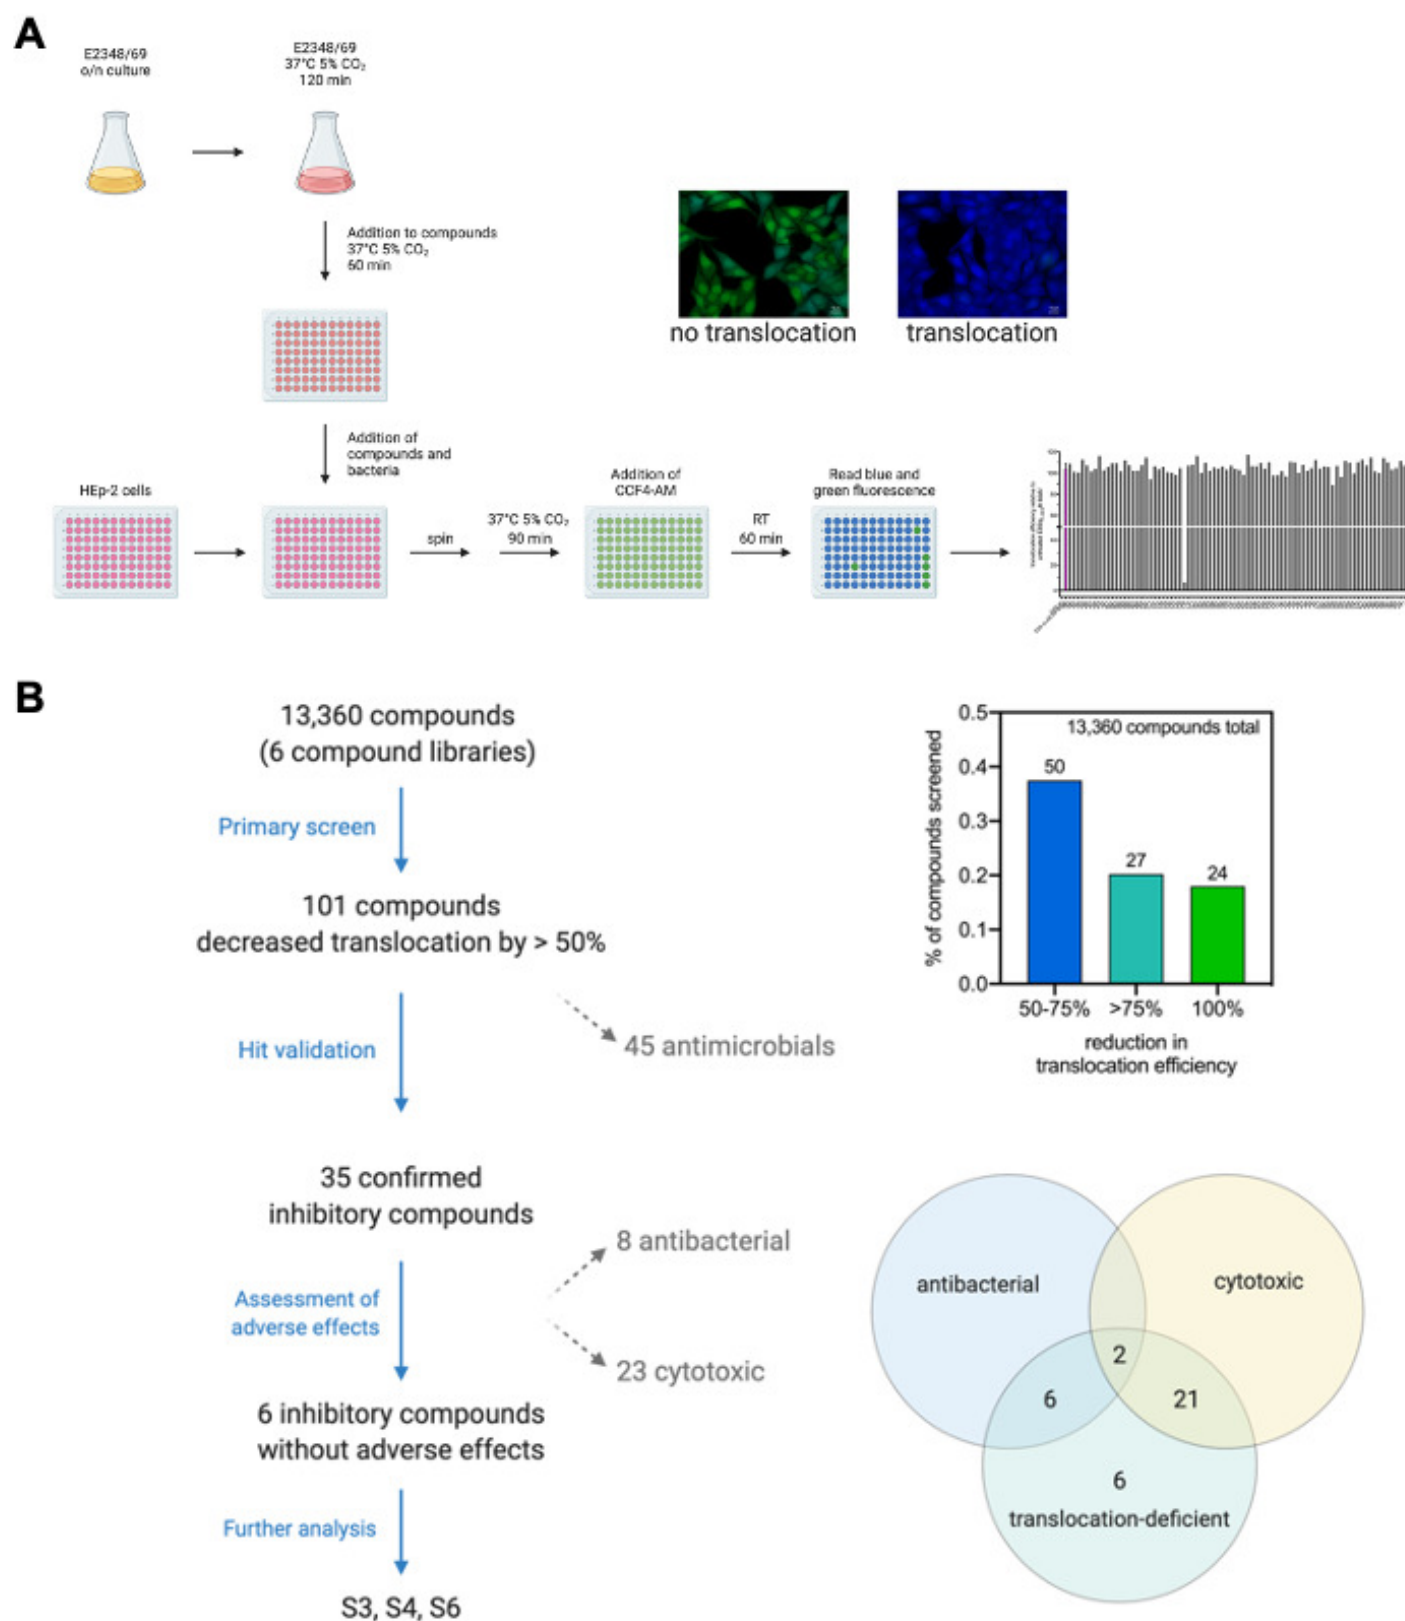 A
E2348/69
o/n culture
E2348/69
37°C 5% CO₂
120 min
Addition to compounds
37°C 5% CO₂
60 min
no translocation
translocation
Addition of
compounds and
bacteria
HEp-2 cells
spin
37°C 5% CO₂
90 min
Addition of
CCF4-AM
RT
60 min
Read blue and
green fluorescence
B
13,360 compounds
(6 compound libraries)
Primary screen
101 compounds
decreased translocation by > 50%
Hit validation
45 antimicrobials
35 confirmed
inhibitory compounds
8 antibacterial
Assessment of
adverse effects
23 cytotoxic
6 inhibitory compounds
without adverse effects
Further analysis
S3, S4, S6
% of compounds screened
0.5
0.4
0.3
0.2
0.1
0.0
13,360 compounds total
50
27
24
50-75%
>75%
100%
reduction in
translocation efficiency
antibacterial
cytotoxic
2
6
21
6
translocation-deficient